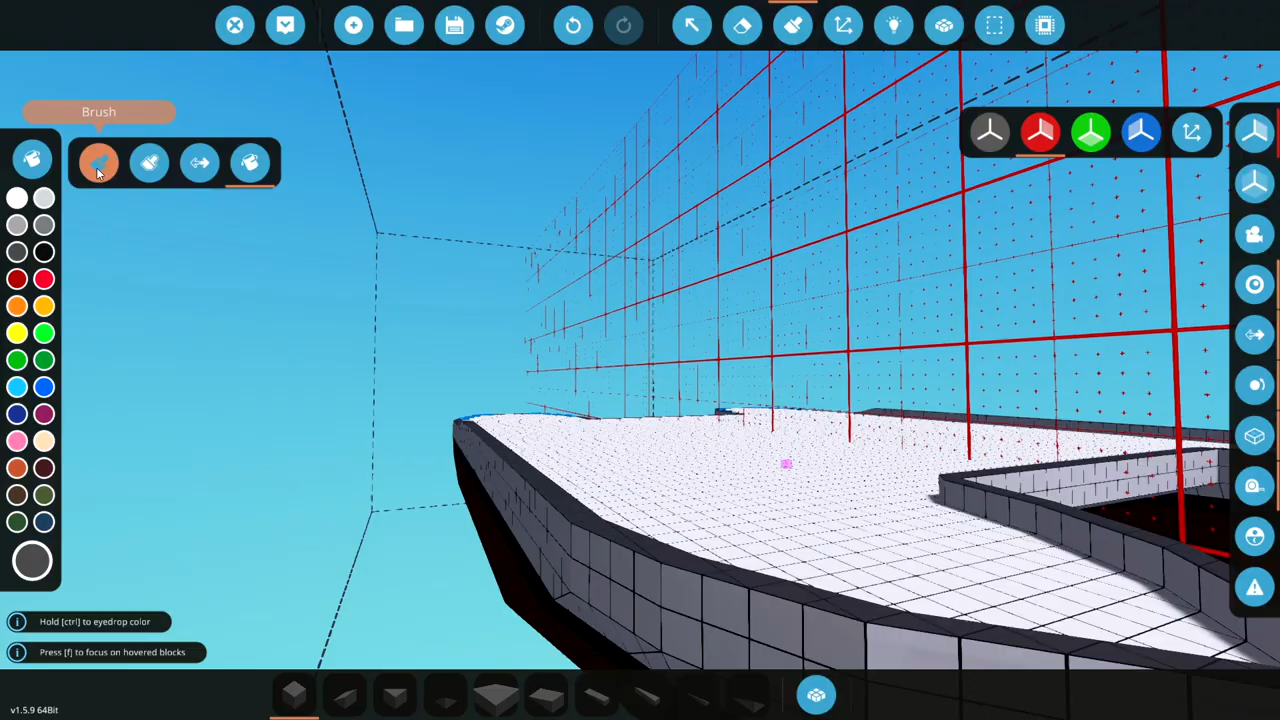 Brush
Hold [ctrl] to eyedrop color
Press [f] to focus on hovered blocks
v1.5.9 64Bit